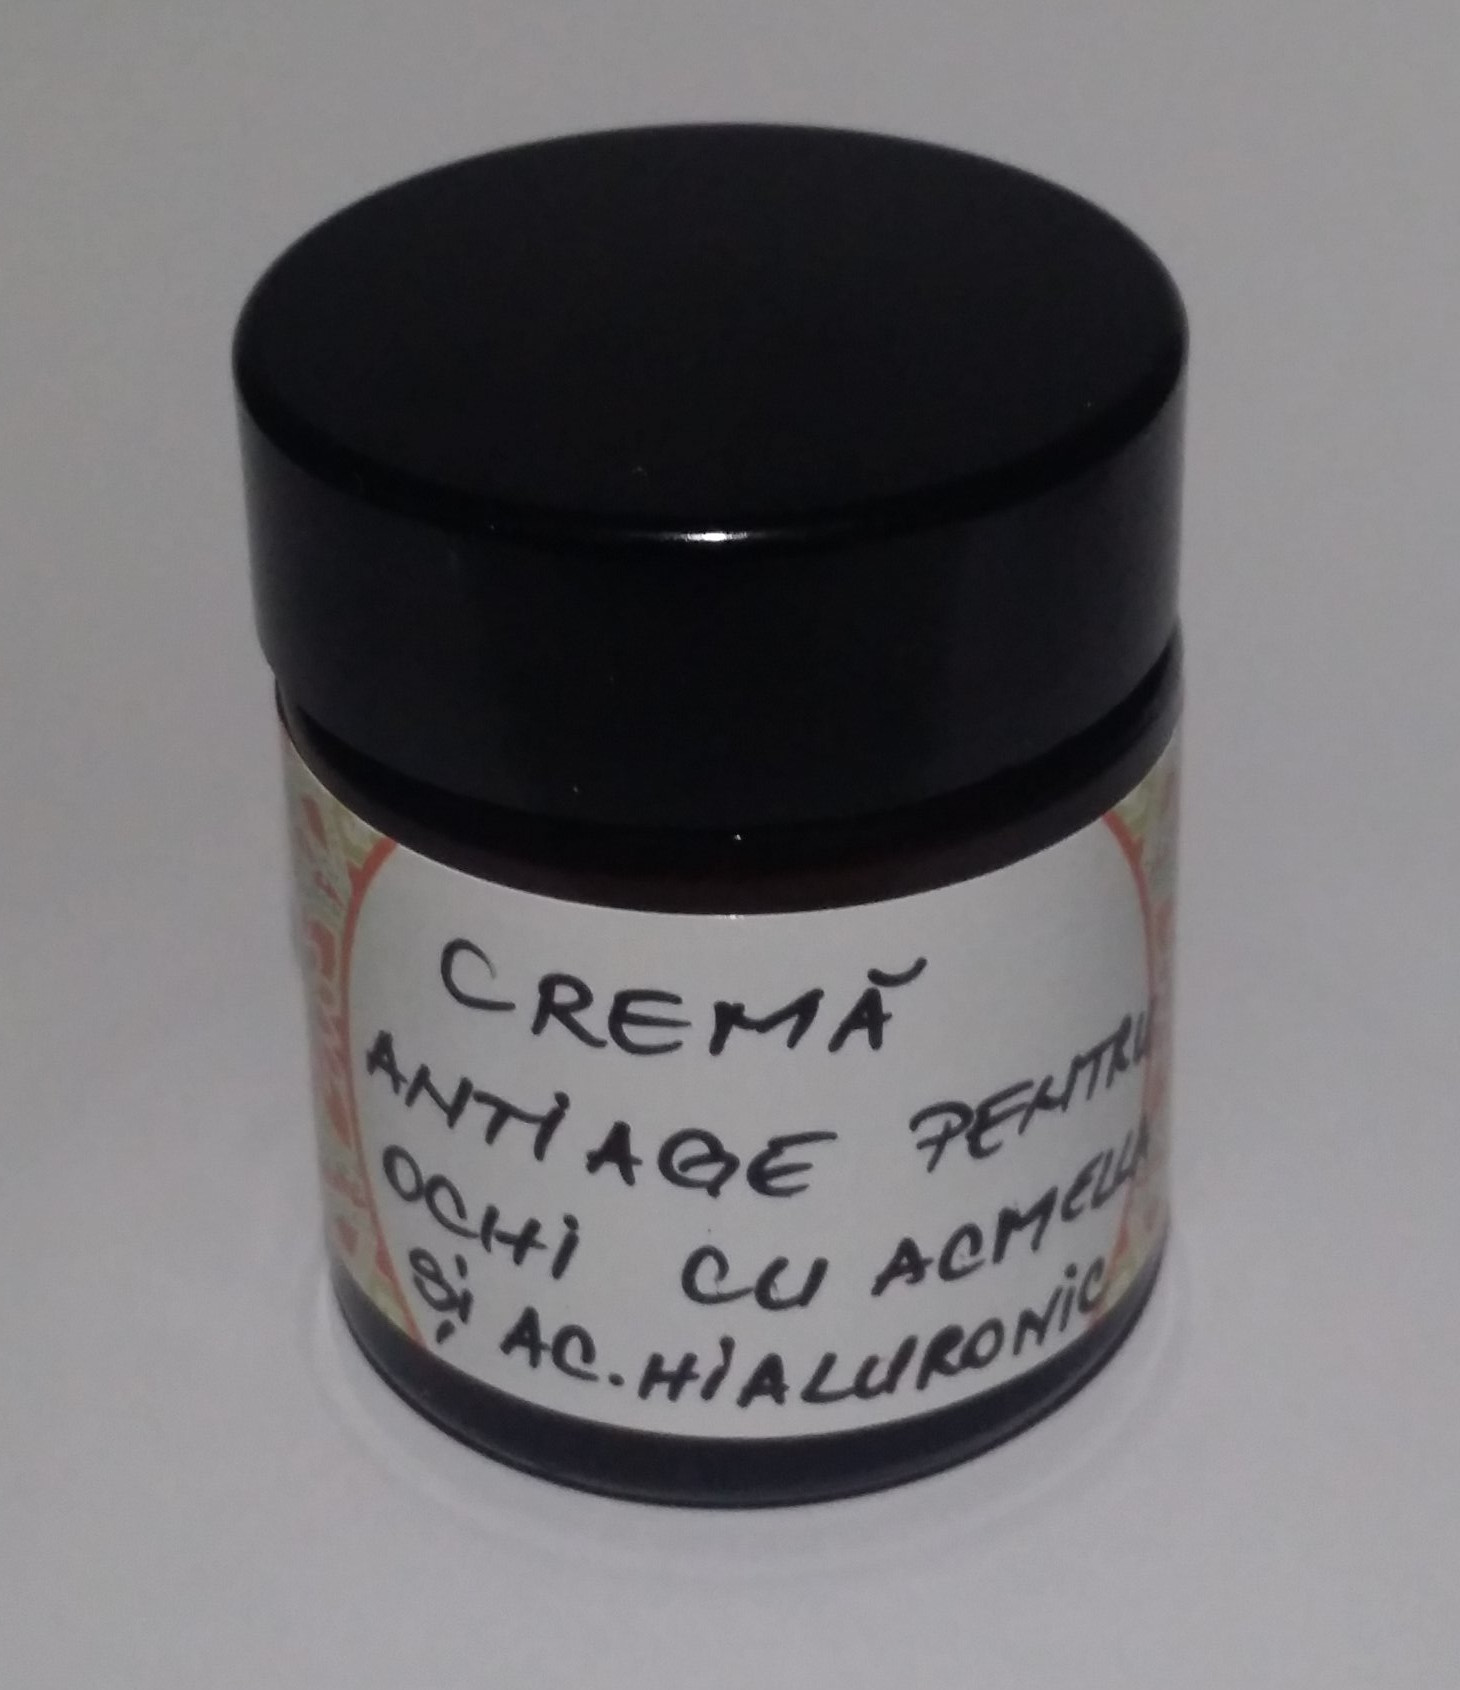 CREMĂ
ANTIAGE PENTRU
OCHI CU ACMELLA
ȘI AC. HIALURONIC